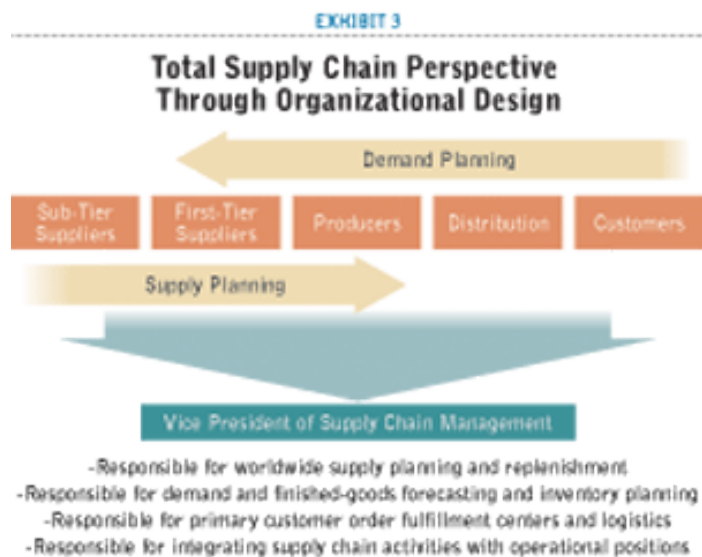 EXHIBIT 3
Total Supply Chain Perspective
Through Organizational Design
Demand Planning
Sub-Tier
Suppliers
First-Tier
Suppliers
Producers
Distribution
Customers
Supply Planning
Vice President of Supply Chain Management
-Responsible for worldwide supply planning and replenishment
-Responsible for demand and finished-goods forecasting and inventory planning
-Responsible for primary customer order fulfillment centers and logistics
-Responsible for integrating supply chain activities with operational positions